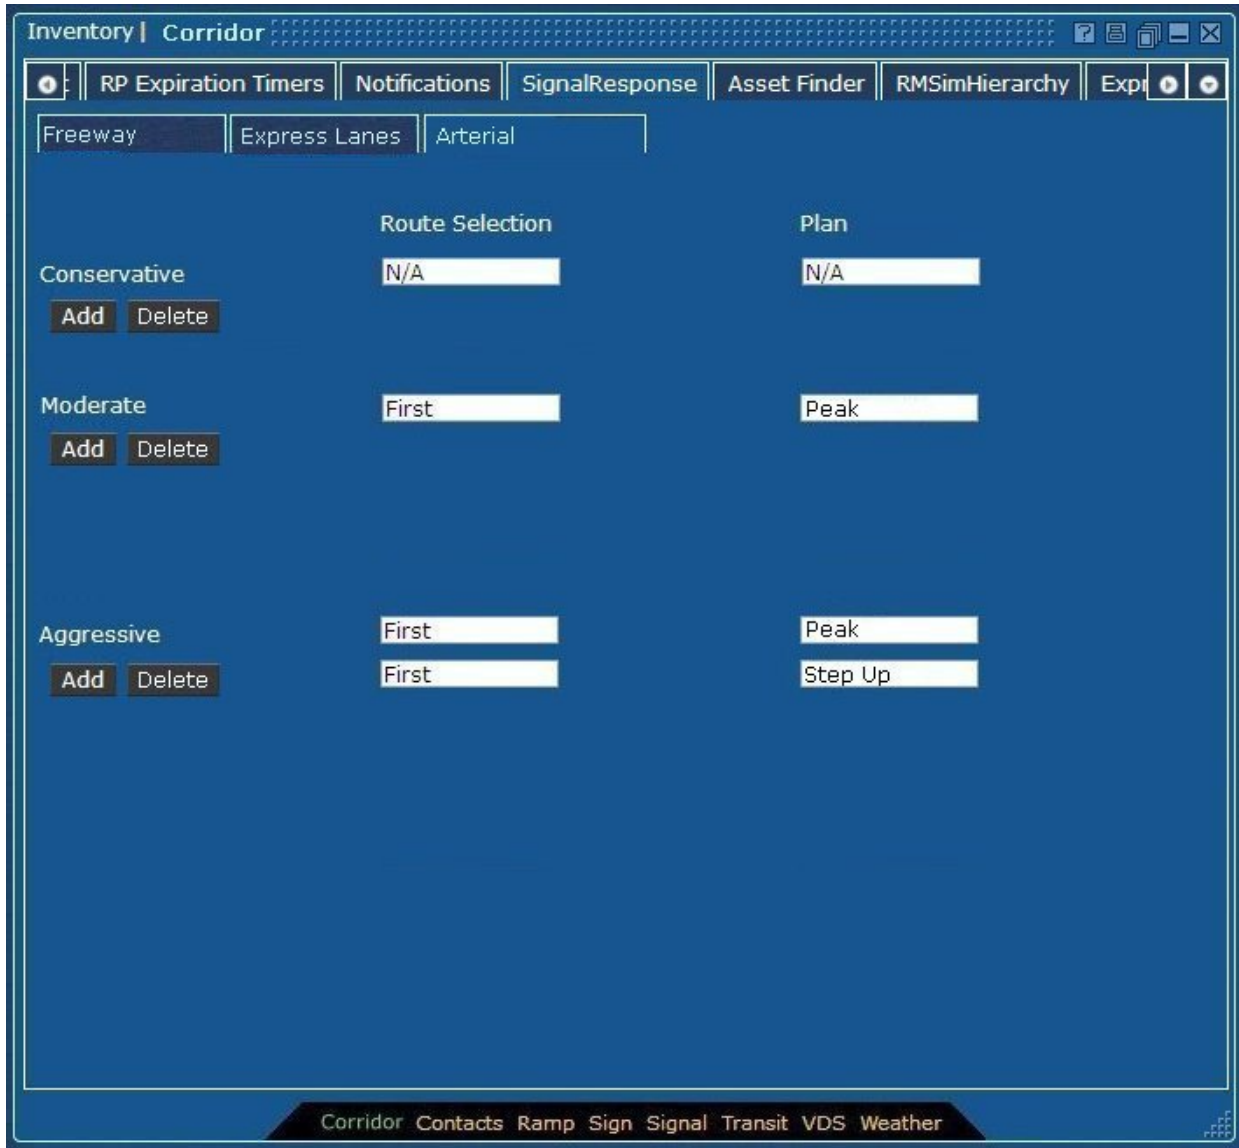 Inventory | Corridor
RP Expiration Timers Notifications SignalResponse Asset Finder RMSimHierarchy Expr
Freeway Express Lanes Arterial
Route Selection Plan
Conservative N/A N/A
Add Delete
Moderate First Peak
Add Delete
Aggressive First Peak
Add Delete First Step Up
Corridor Contacts Ramp Sign Signal Transit VDS Weather